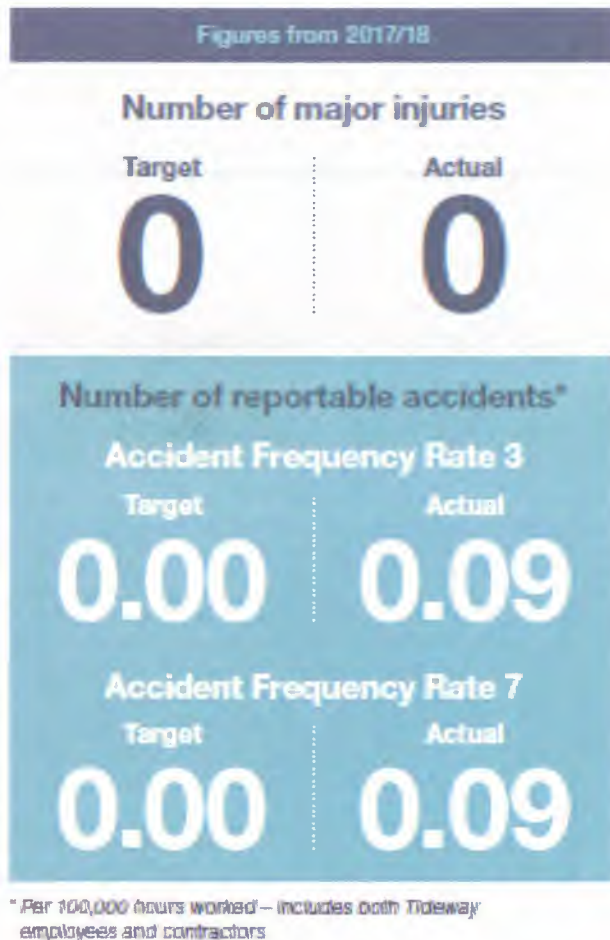 Figures from 2017/18
Number of major injuries
Target Actual
0 0
Number of reportable accidents*
Accident Frequency Rate 3
Target Actual
0.00 0.09
Accident Frequency Rate 7
Target Actual
0.00 0.09
* Per 100,000 hours worked – includes both Tideway
employees and contractors